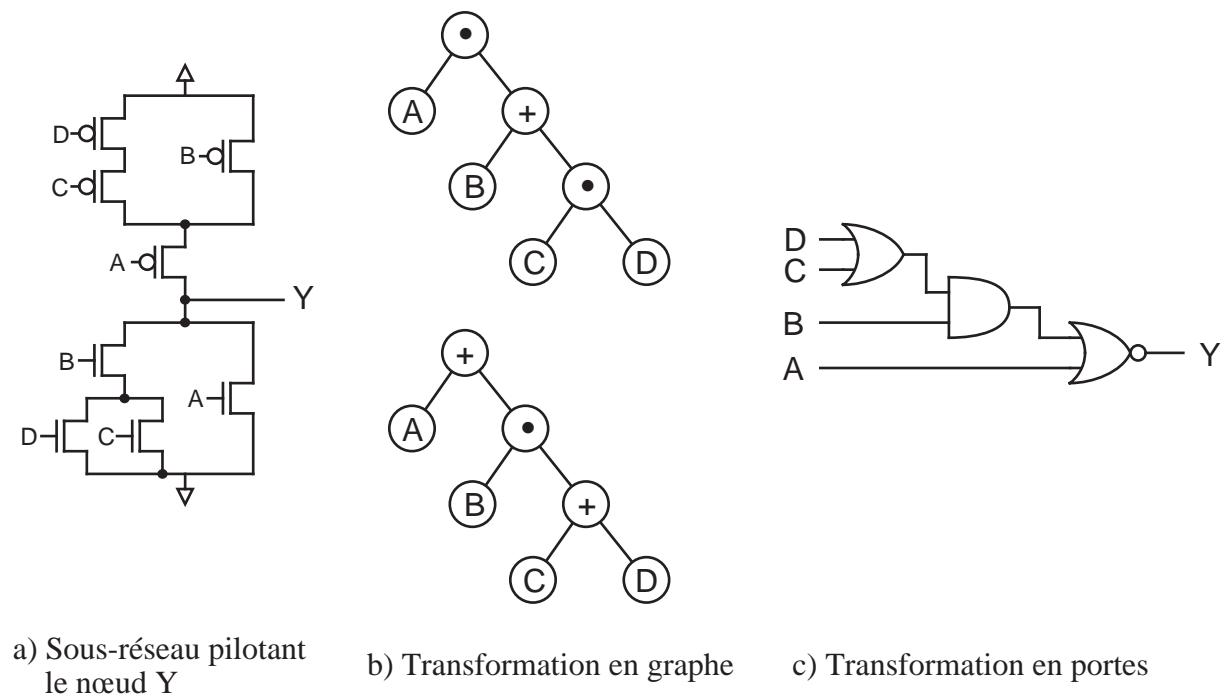 D
B
C
A
Y
B
A
D
C
•
A
+
B
•
C
D
+
A
•
B
+
C
D
D
C
B
A
Y
a) Sous-réseau pilotant
le nœud Y
b) Transformation en graphe
c) Transformation en portes